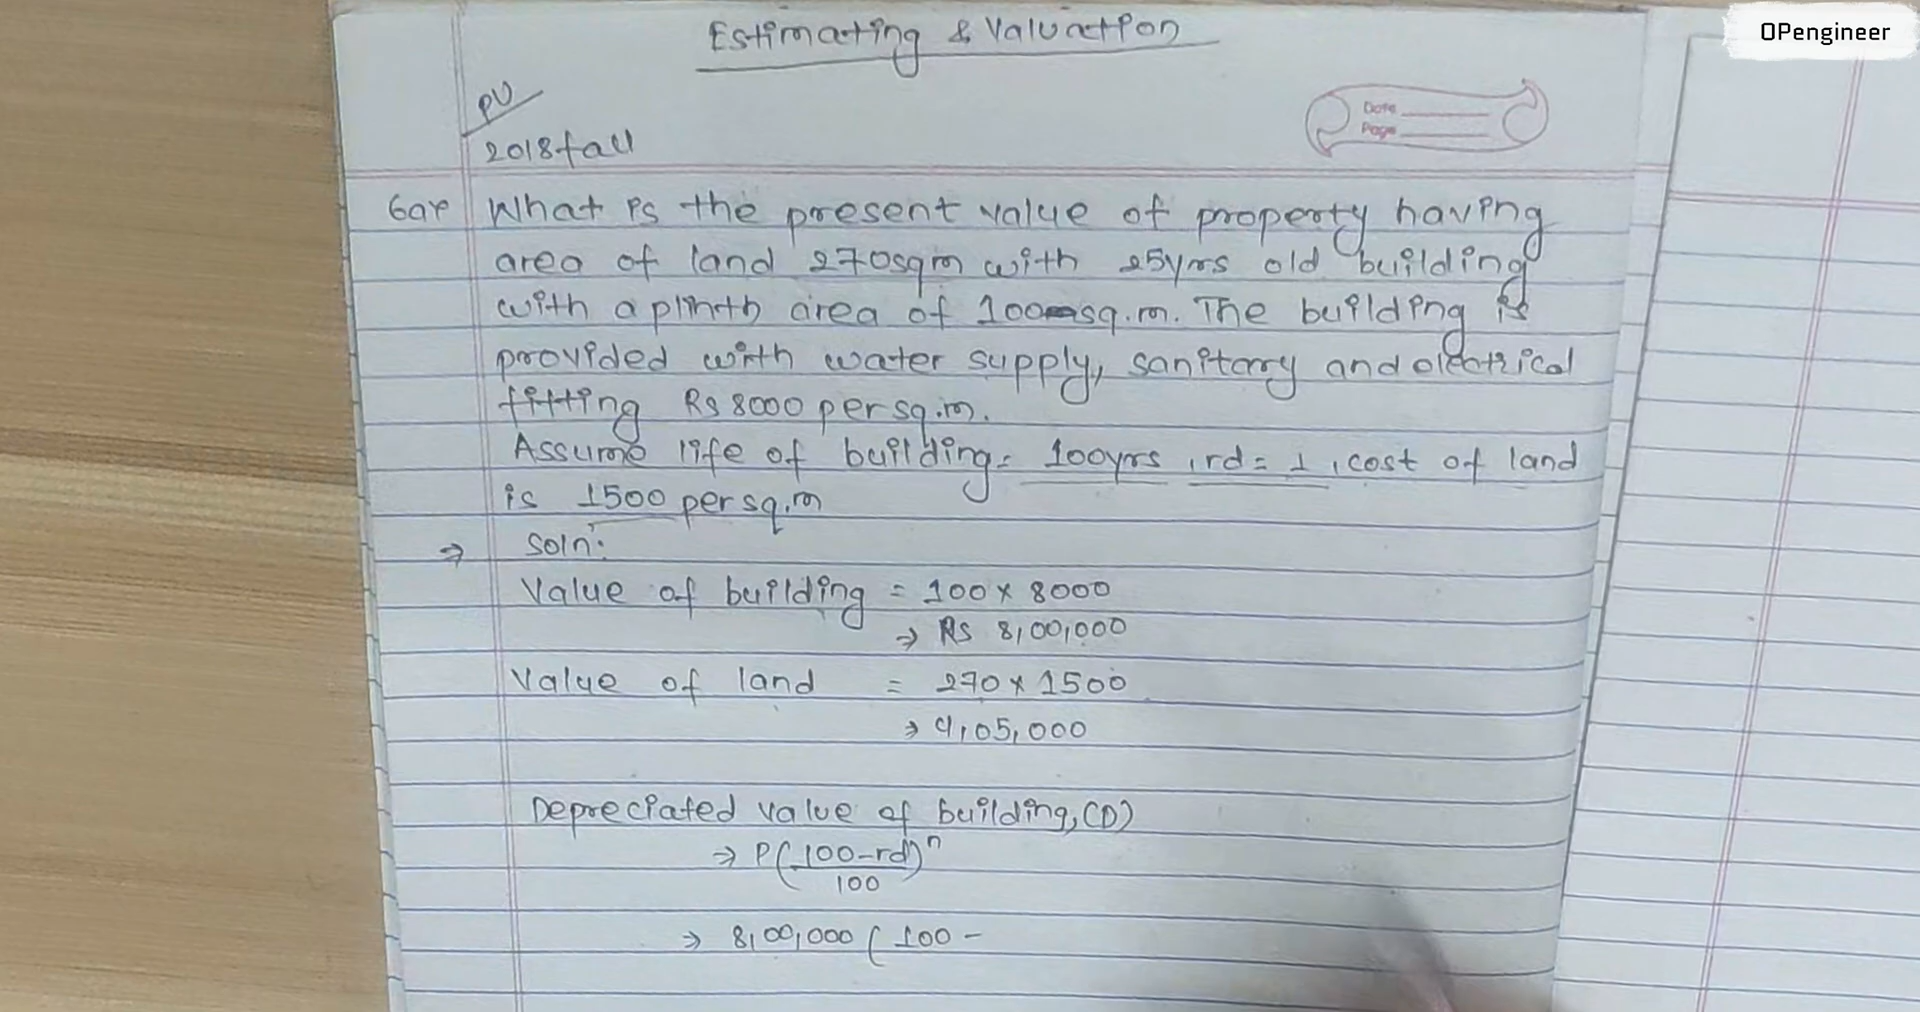 OPengineer
Estimating & Valuation
PU
2018 fall
Date
Page
6a) What is the present value of property having
area of land 270sqm with 25yrs old building
with a plinth area of 100 sq.m. The building is
provided with water supply, sanitary and electrical
fitting Rs 8000 per sq.m.
Assume life of building = 100yrs, rd = 1, cost of land
is 1500 per sq.m
⇒ Soln:
Value of building = 100 x 8000
⇒ RS 8,00,000
Value of land = 270 x 1500
⇒ 4,05,000
Depreciated value of building, (D)
⇒ P(100-rd)ⁿ
100
⇒ 8,00,000 ( 100 -